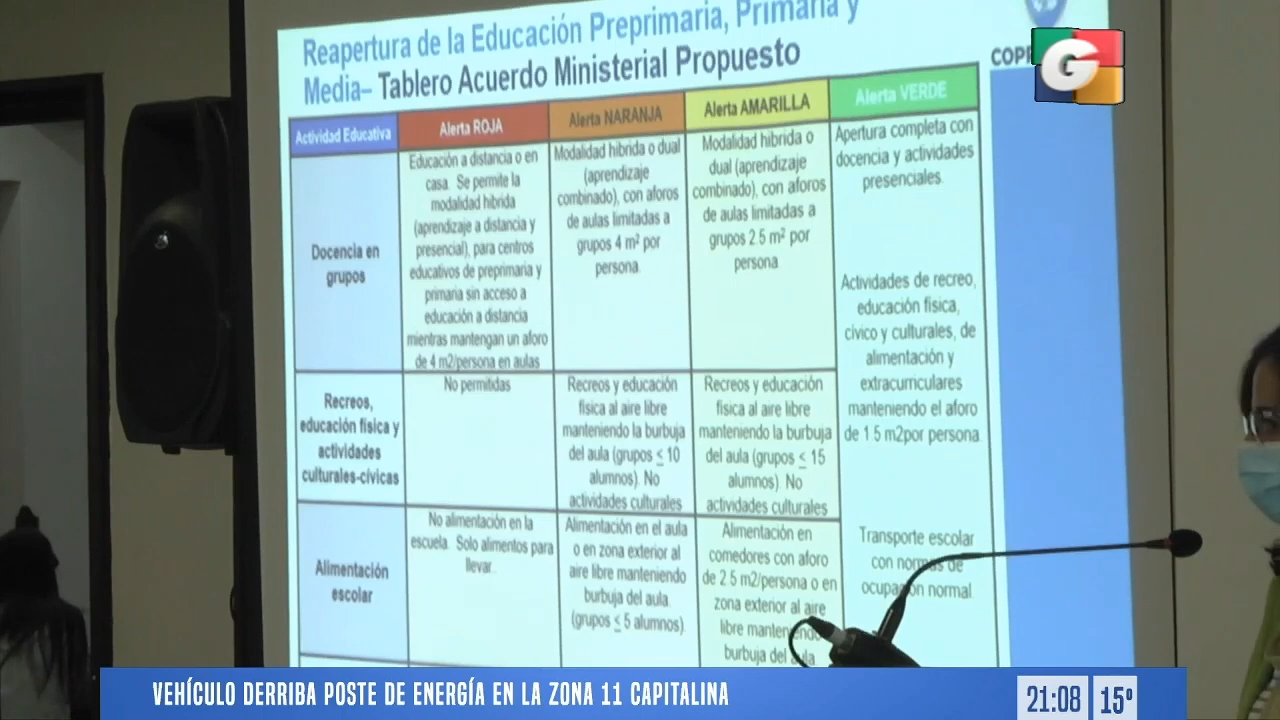 Reapertura de la Educación Preprimaria, Primaria y
Media– Tablero Acuerdo Ministerial Propuesto
COPR
G
Actividad Educativa
Alerta ROJA
Alerta NARANJA
Alerta AMARILLA
Alerta VERDE
Docencia en
grupos
Educación a distancia o en
casa. Se permite la
modalidad hibrida
(aprendizaje a distancia y
presencial), para centros
educativos de preprimaria y
primaria sin acceso a
educación a distancia
mientras mantengan un aforo
de 4 m2/persona en aulas
Modalidad hibrida o dual
(aprendizaje
combinado), con aforos
de aulas limitadas a
grupos 4 m² por
persona.
Modalidad hibrida o
dual (aprendizaje
combinado), con aforos
de aulas limitadas a
grupos 2.5 m² por
persona
Apertura completa con
docencia y actividades
presenciales.
Actividades de recreo,
educación física,
cívico y culturales, de
alimentación y
extracurriculares
manteniendo el aforo
de 1.5 m2por persona.
Transporte escolar
con normas de
ocupación normal
Recreos,
educación física y
actividades
culturales-cívicas
No permitidas
Recreos y educación
física al aire libre
manteniendo la burbuja
del aula (grupos ≤ 10
alumnos). No
actividades culturales
Recreos y educación
física al aire libre
manteniendo la burbuja
del aula (grupos ≤ 15
alumnos). No
actividades culturales
Alimentación
escolar
No alimentación en la
escuela. Solo alimentos para
llevar.
Alimentación en el aula
o en zona exterior al
aire libre manteniendo
burbuja del aula.
(grupos ≤ 5 alumnos).
Alimentación en
comedores con aforo
de 2.5 m2/persona o en
zona exterior al aire
libre manteniendo
burbuja del aula
VEHÍCULO DERRIBA POSTE DE ENERGÍA EN LA ZONA 11 CAPITALINA
21:08
15º